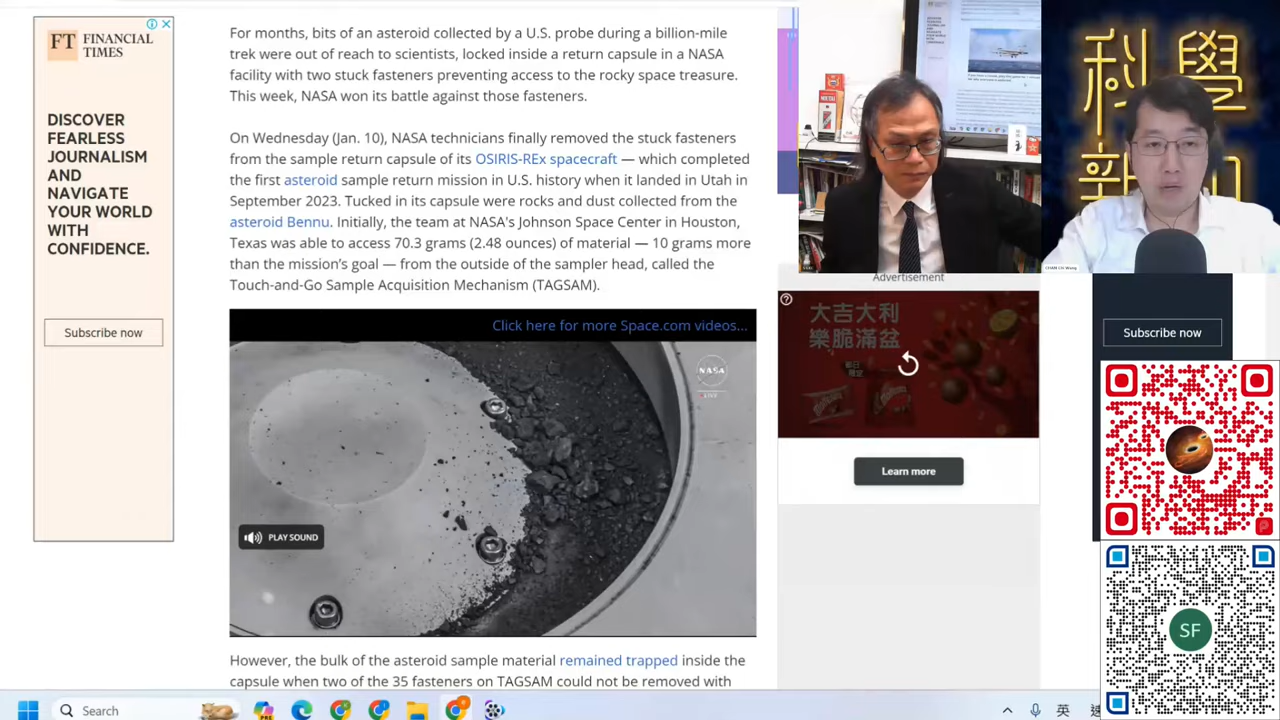 FT FINANCIAL
TIMES
DISCOVER
FEARLESS
JOURNALISM
AND
NAVIGATE
YOUR WORLD
WITH
CONFIDENCE.
Subscribe now
For months, bits of an asteroid collected by a U.S. probe during a billion-mile
trek were out of reach to scientists, locked inside a return capsule in a NASA
facility with two stuck fasteners preventing access to the rocky space treasure.
This week, NASA won its battle against those fasteners.
On Wednesday (Jan. 10), NASA technicians finally removed the stuck fasteners
from the sample return capsule of its OSIRIS-REx spacecraft — which completed
the first asteroid sample-return mission in U.S. history when it landed in Utah in
September 2023. Tucked in its capsule were rocks and dust collected from the
asteroid Bennu. Initially, the team at NASA's Johnson Space Center in Houston,
Texas was able to access 70.3 grams (2.48 ounces) of material — 10 grams more
than the mission's goal — from the outside of the sampler head, called the
Touch-and-Go-Sample Acquisition Mechanism (TAGSAM).
Click here for more Space.com videos...
NASA
LIVE
PLAY SOUND
However, the bulk of the asteroid sample material remained trapped inside the
capsule when two of the 35 fasteners on TAGSAM could not be removed with
科學
新
CHAN Chi Wang
Advertisement
大吉大利
樂脆滿盆
Learn more
Subscribe now
SF
Search
英
速